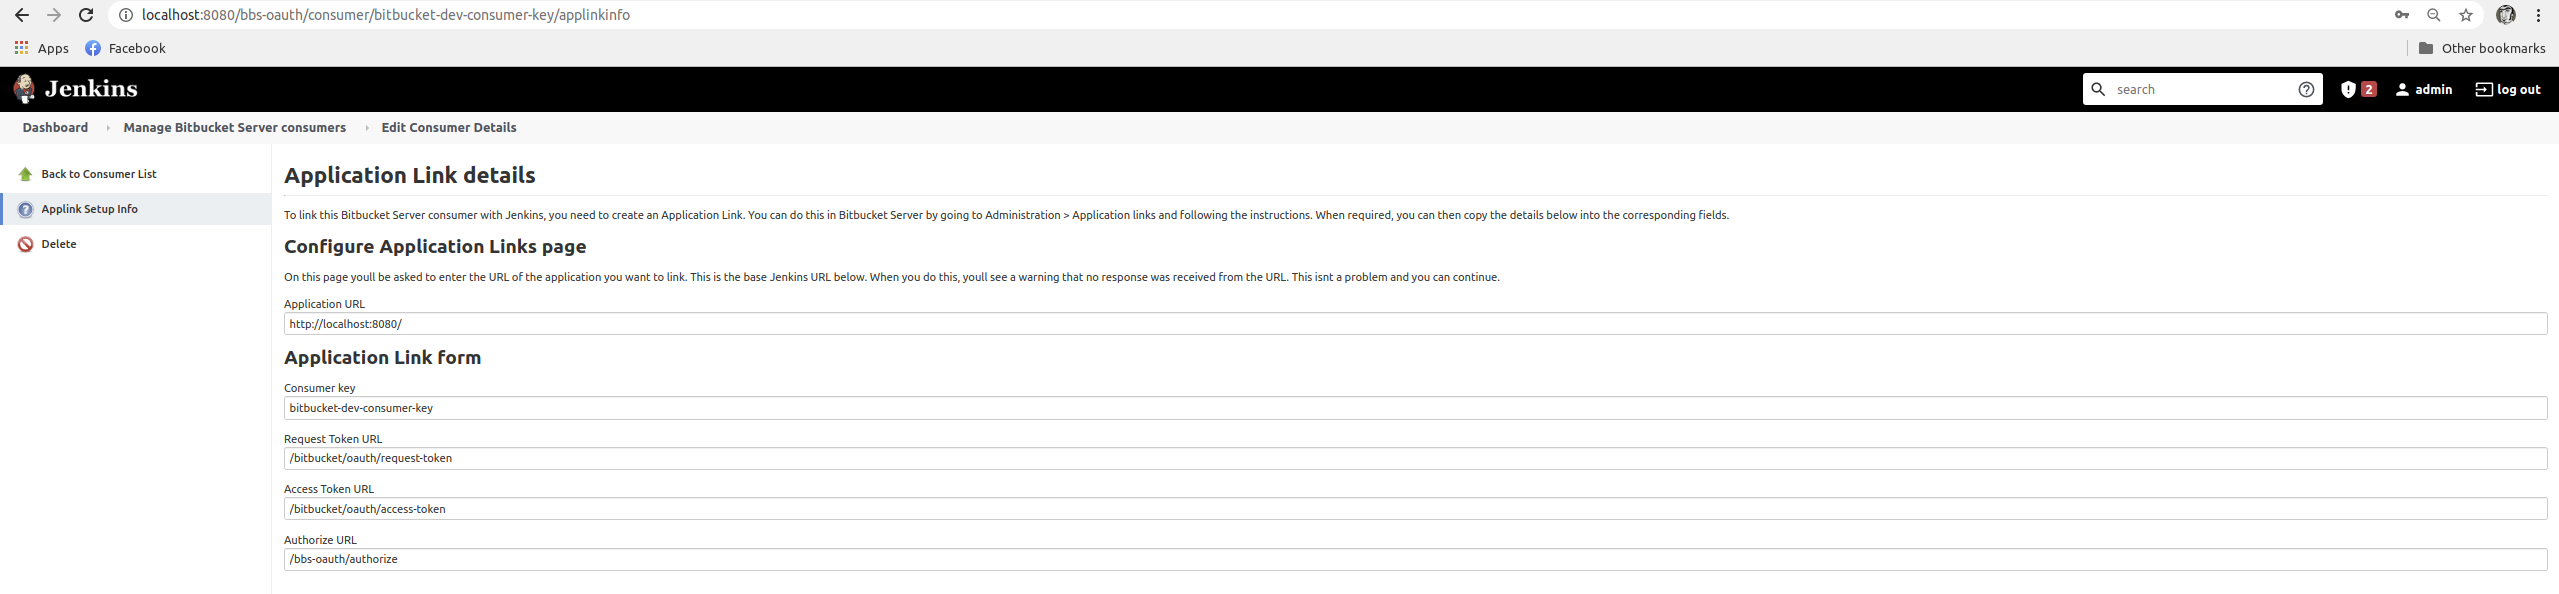 localhost:8080/bbs-oauth/consumer/bitbucket-dev-consumer-key/applinkinfo
Apps Facebook Other bookmarks
Jenkins search 2 admin log out
Dashboard Manage Bitbucket Server consumers Edit Consumer Details
Back to Consumer List
Applink Setup Info
Delete
Application Link details
To link this Bitbucket Server consumer with Jenkins, you need to create an Application Link. You can do this in Bitbucket Server by going to Administration > Application links and following the instructions. When required, you can then copy the details below into the corresponding fields.
Configure Application Links page
On this page youll be asked to enter the URL of the application you want to link. This is the base Jenkins URL below. When you do this, youll see a warning that no response was received from the URL. This isnt a problem and you can continue.
Application URL
http://localhost:8080/
Application Link form
Consumer key
bitbucket-dev-consumer-key
Request Token URL
/bitbucket/oauth/request-token
Access Token URL
/bitbucket/oauth/access-token
Authorize URL
/bbs-oauth/authorize